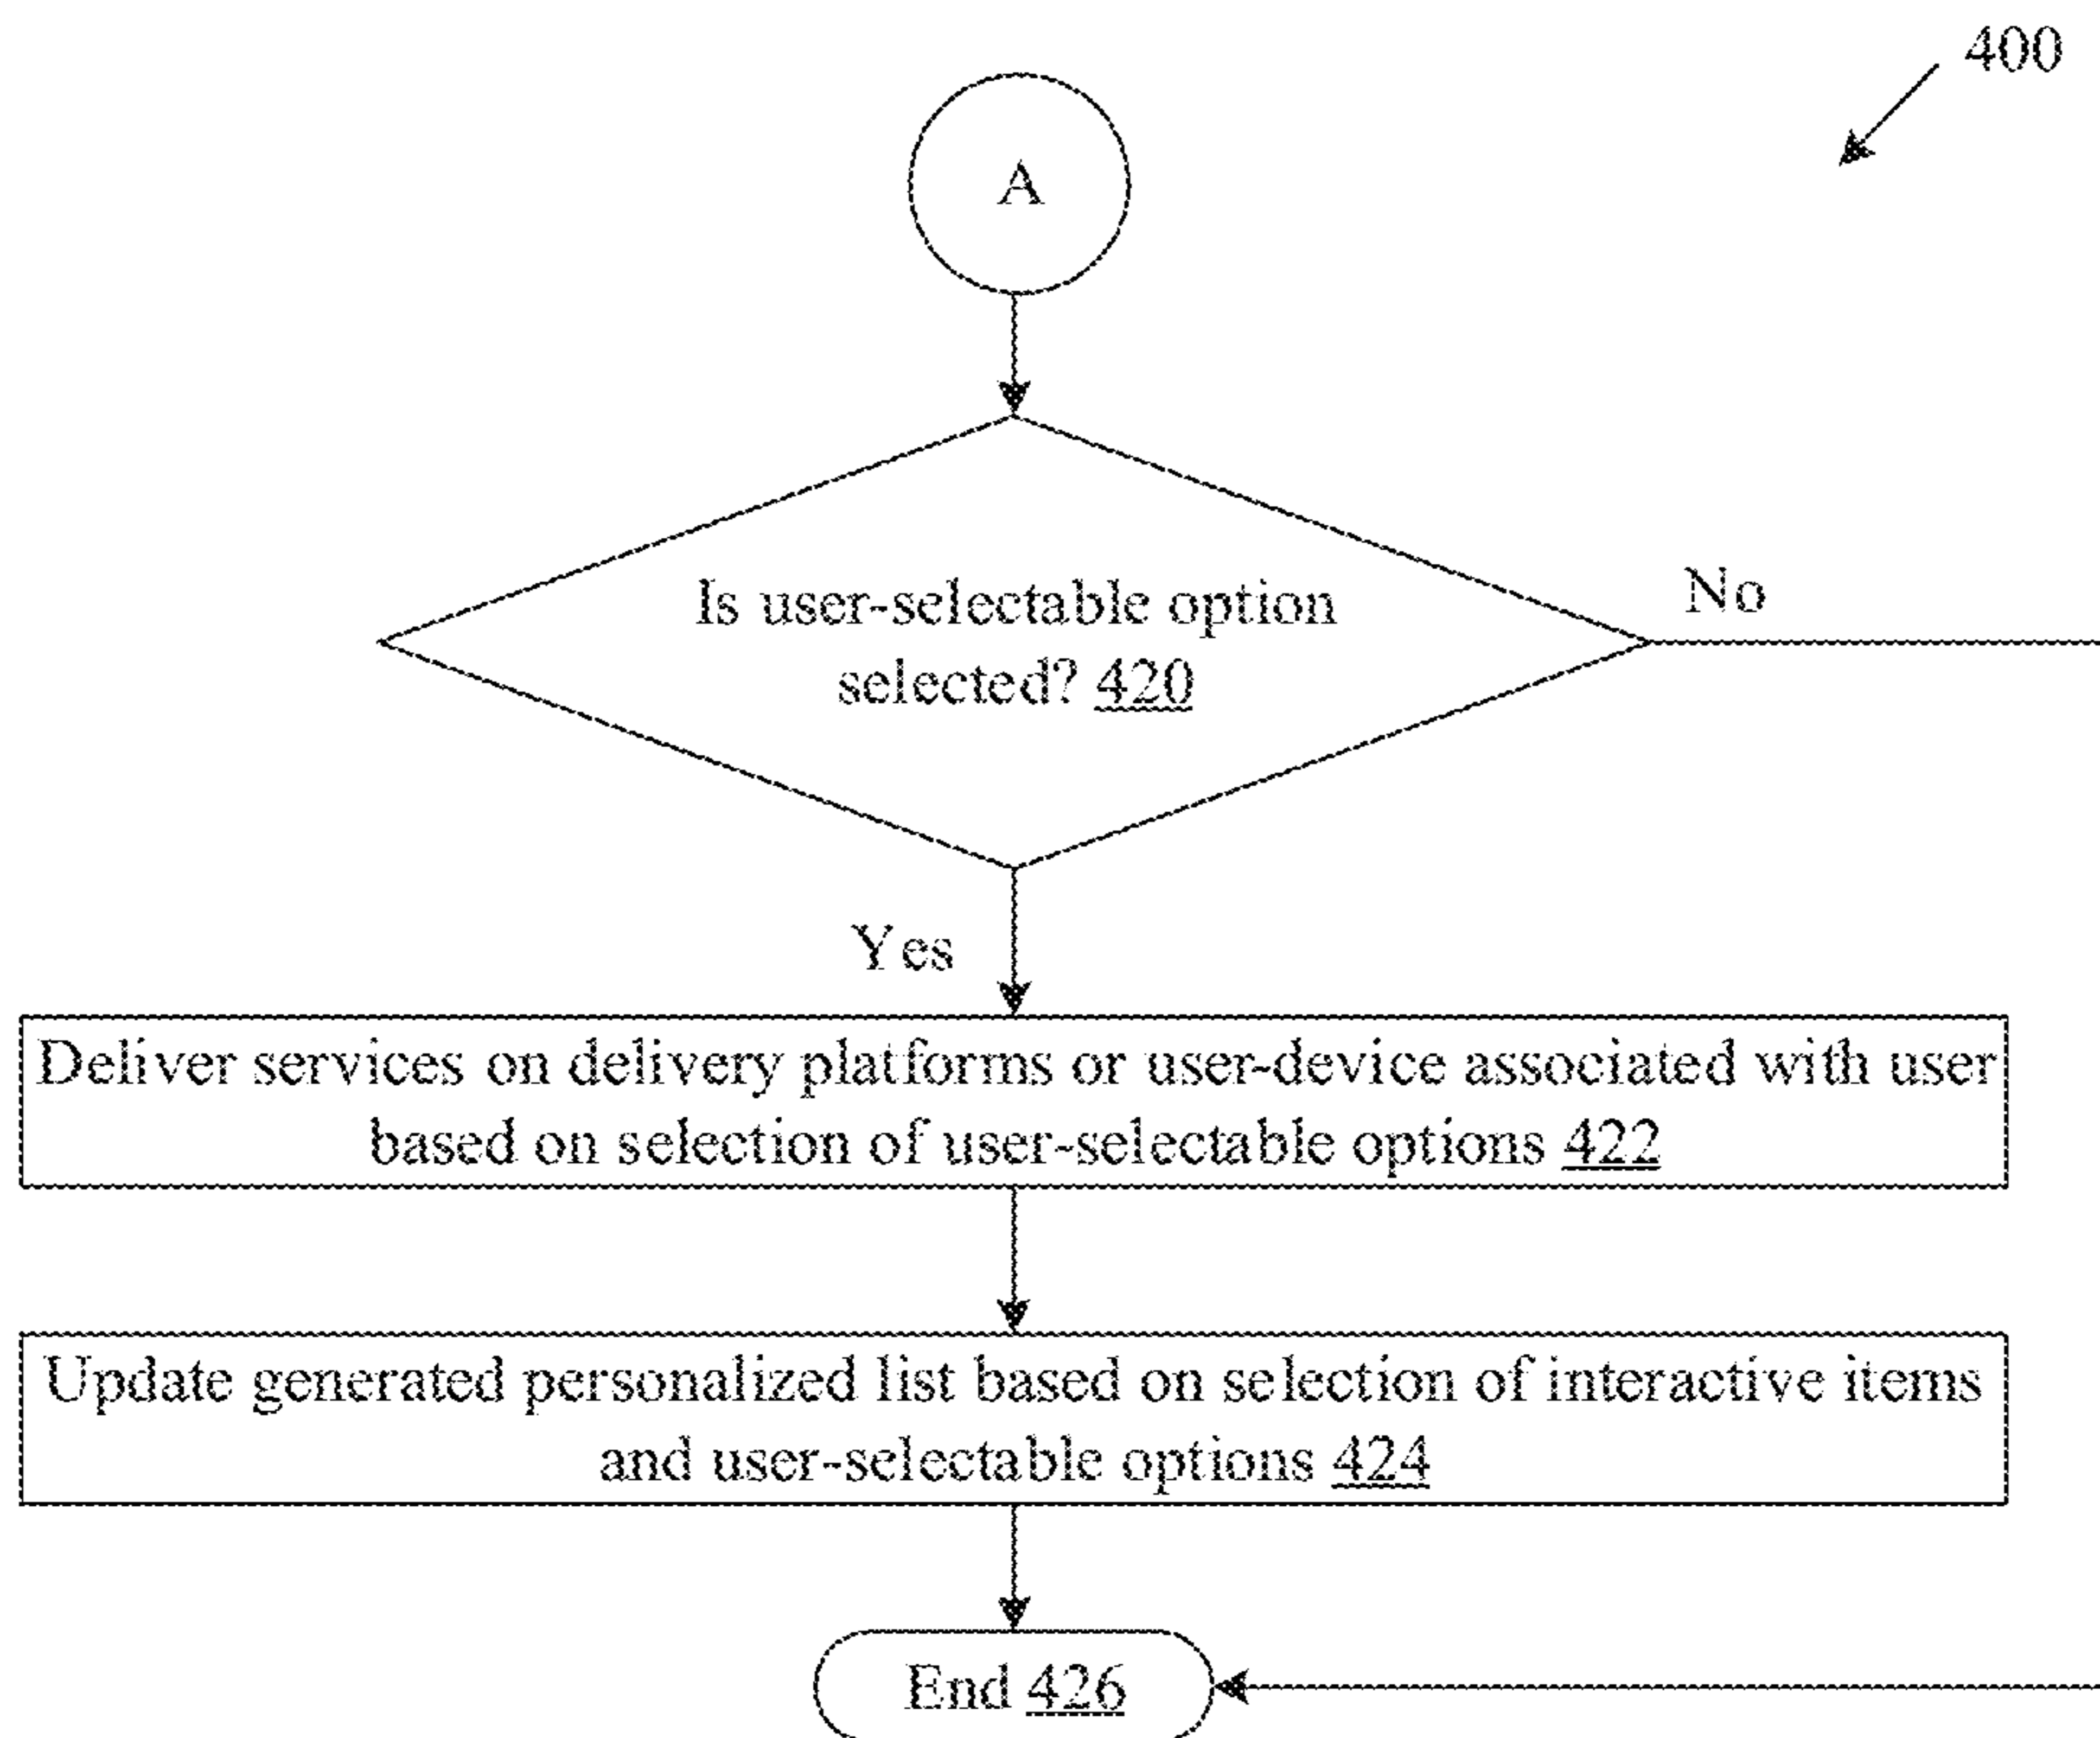 400
A
Is user-selectable option
selected? 420
No
Yes
Deliver services on delivery platforms or user-device associated with user
based on selection of user-selectable options 422
Update generated personalized list based on selection of interactive items
and user-selectable options 424
End 426